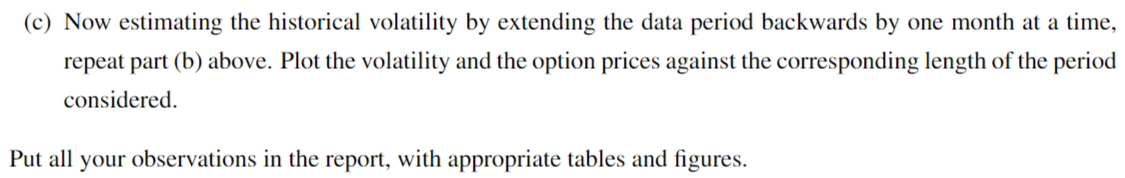 (c) Now estimating the historical volatility by extending the data period backwards by one month at a time,
repeat part (b) above. Plot the volatility and the option prices against the corresponding length of the period
considered.
Put all your observations in the report, with appropriate tables and figures.